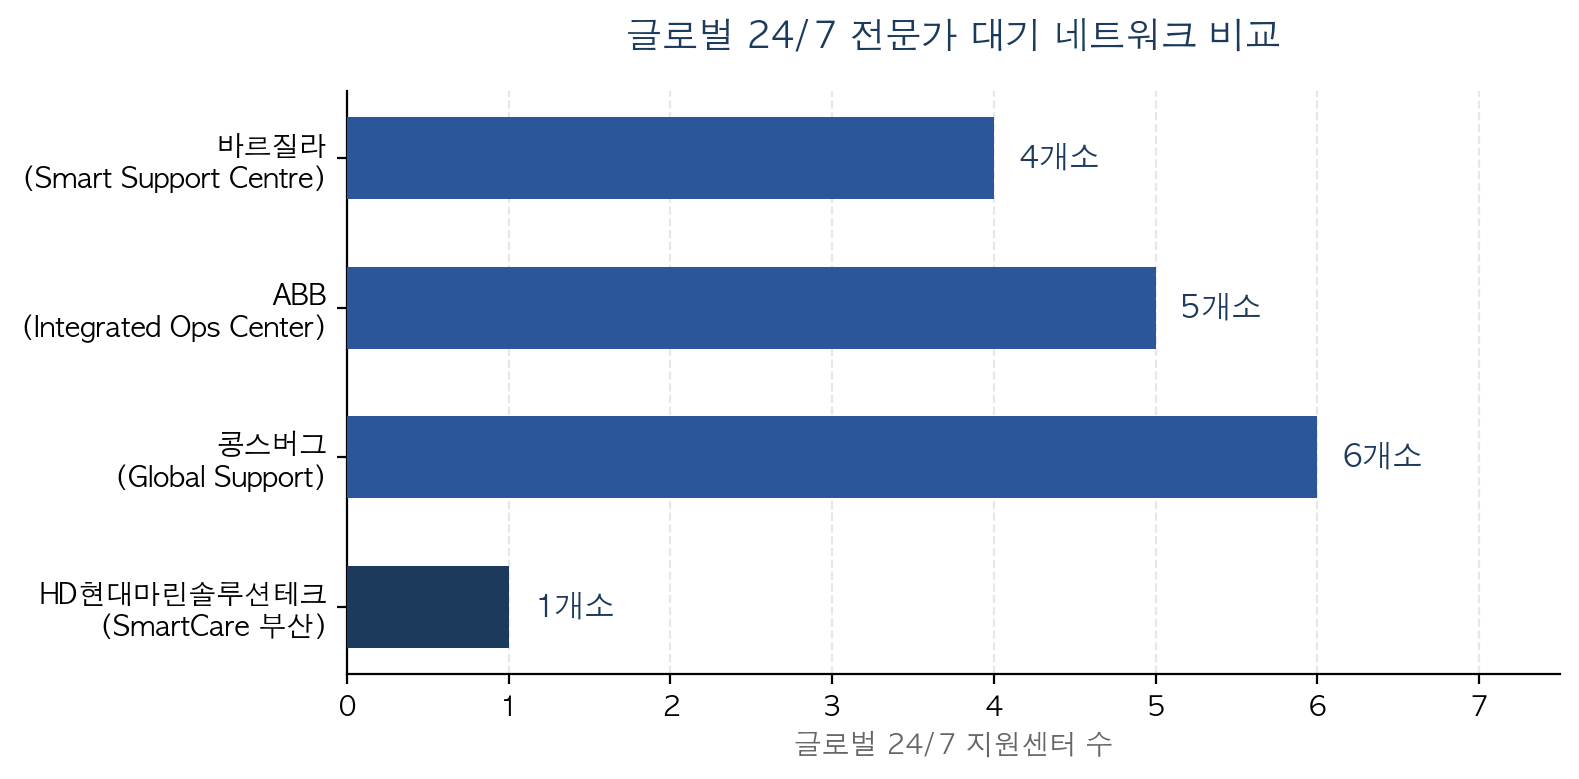 글로벌 24/7 전문가 대기 네트워크 비교
바르질라
(Smart Support Centre)
4개소
ABB
(Integrated Ops Center)
5개소
콩스버그
(Global Support)
6개소
HD현대마린솔루션테크
(SmartCare 부산)
1개소
0 1 2 3 4 5 6 7
글로벌 24/7 지원센터 수